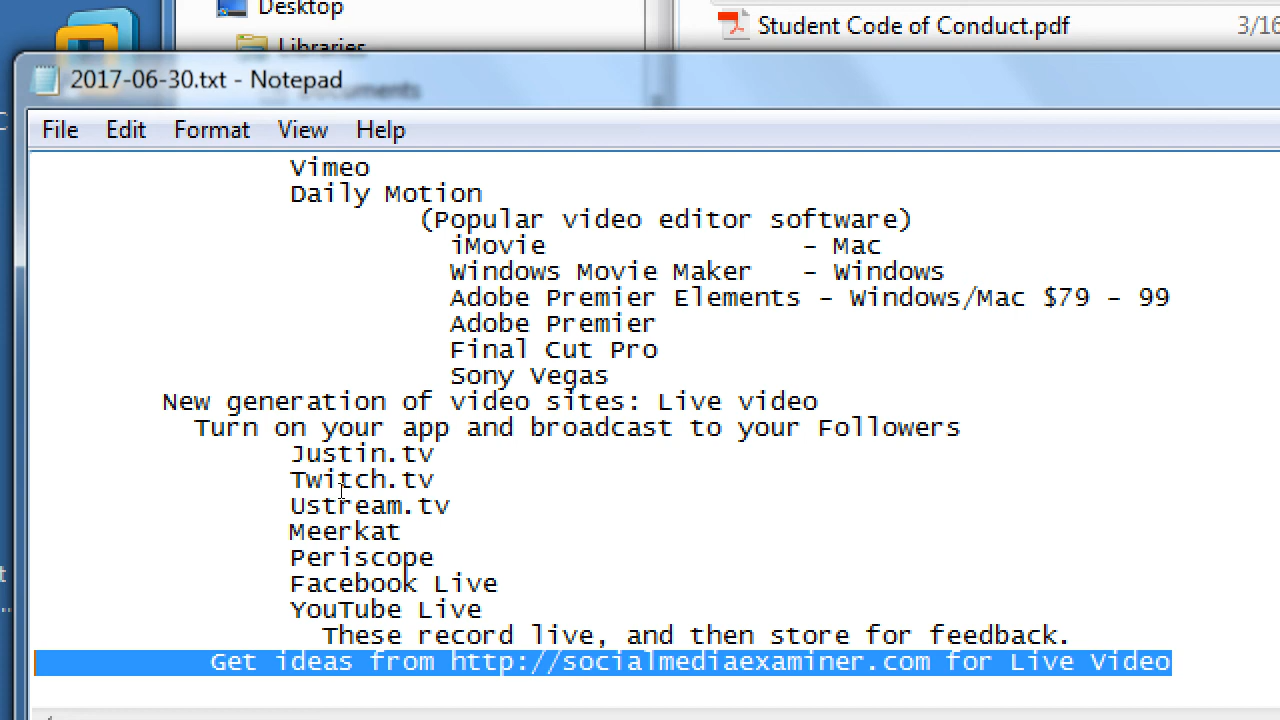 Desktop
Libraries
Student Code of Conduct.pdf 3/16
2017-06-30.txt - Notepad
Documents
File Edit Format View Help
Vimeo
Daily Motion
(Popular video editor software)
iMovie - Mac
Windows Movie Maker - Windows
Adobe Premier Elements - Windows/Mac $79 - 99
Adobe Premier
Final Cut Pro
Sony Vegas
New generation of video sites: Live video
Turn on your app and broadcast to your Followers
Justin.tv
Twitch.tv
Ustream.tv
Meerkat
Periscope
Facebook Live
YouTube Live
These record live, and then store for feedback.
Get ideas from http://socialmediaexaminer.com for Live Video